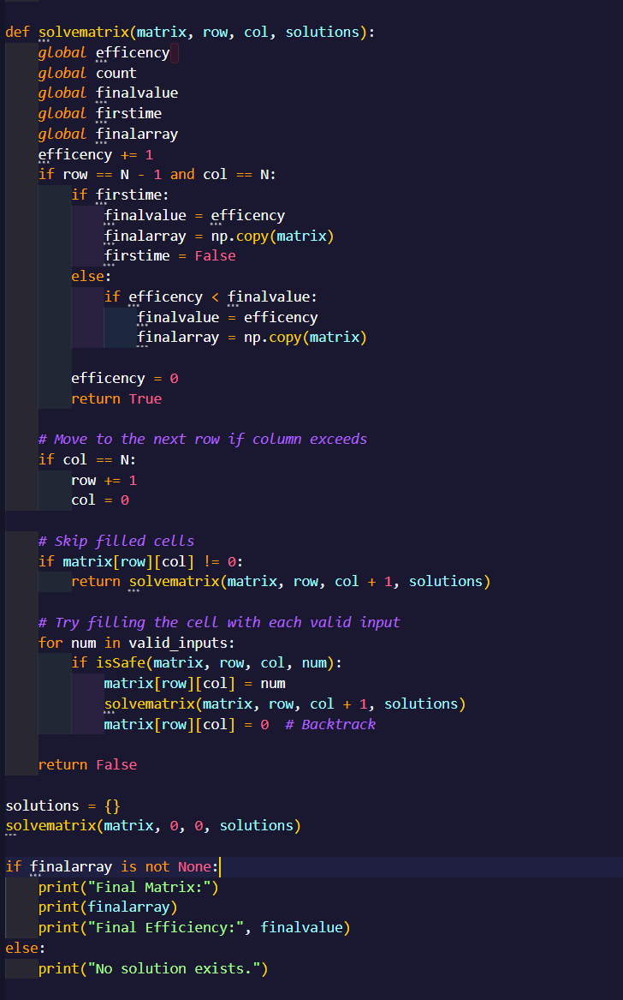 def solvematrix(matrix, row, col, solutions):
    global efficency
    global count
    global finalvalue
    global firstime
    global finalarray
    efficency += 1
    if row == N - 1 and col == N:
        if firstime:
            finalvalue = efficency
            finalarray = np.copy(matrix)
            firstime = False
        else:
            if efficency < finalvalue:
                finalvalue = efficency
                finalarray = np.copy(matrix)

        efficency = 0
        return True

    # Move to the next row if column exceeds
    if col == N:
        row += 1
        col = 0

    # Skip filled cells
    if matrix[row][col] != 0:
        return solvematrix(matrix, row, col + 1, solutions)

    # Try filling the cell with each valid input
    for num in valid_inputs:
        if isSafe(matrix, row, col, num):
            matrix[row][col] = num
            solvematrix(matrix, row, col + 1, solutions)
            matrix[row][col] = 0  # Backtrack

    return False

solutions = {}
solvematrix(matrix, 0, 0, solutions)

if finalarray is not None:
    print("Final Matrix:")
    print(finalarray)
    print("Final Efficiency:", finalvalue)
else:
    print("No solution exists.")